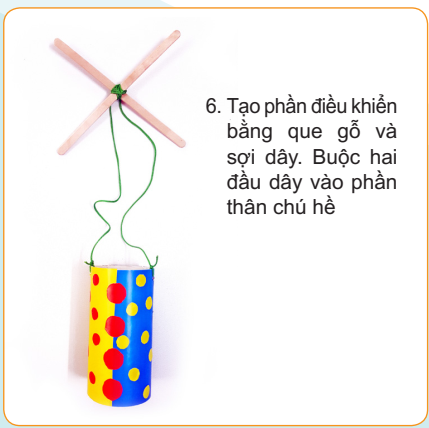 6. Tạo phần điều khiển
bằng que gỗ và
sợi dây. Buộc hai
đầu dây vào phần
thân chú hề